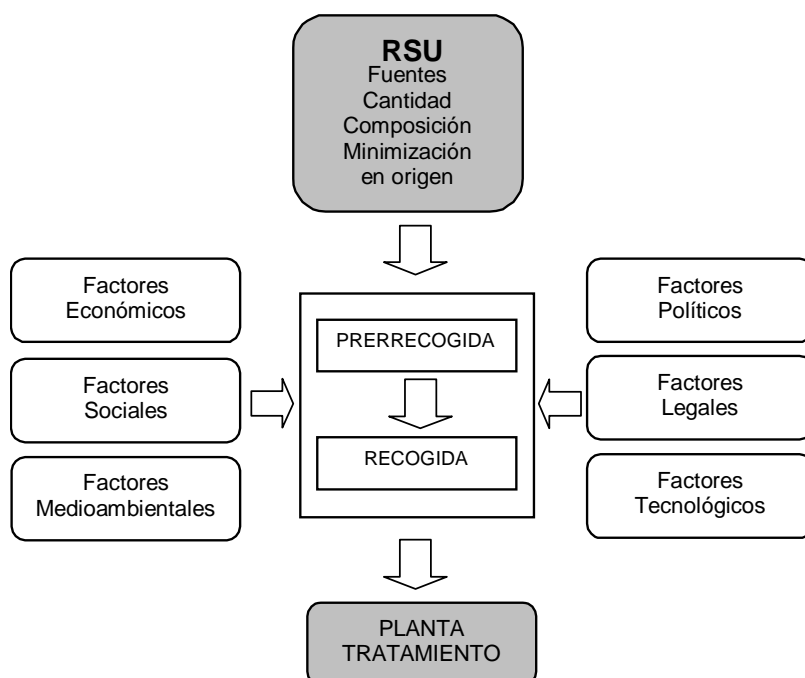 RSU
Fuentes
Cantidad
Composición
Minimización
en origen
Factores
Económicos
Factores
Sociales
Factores
Medioambientales
PRERRECOGIDA
RECOGIDA
Factores
Políticos
Factores
Legales
Factores
Tecnológicos
PLANTA
TRATAMIENTO